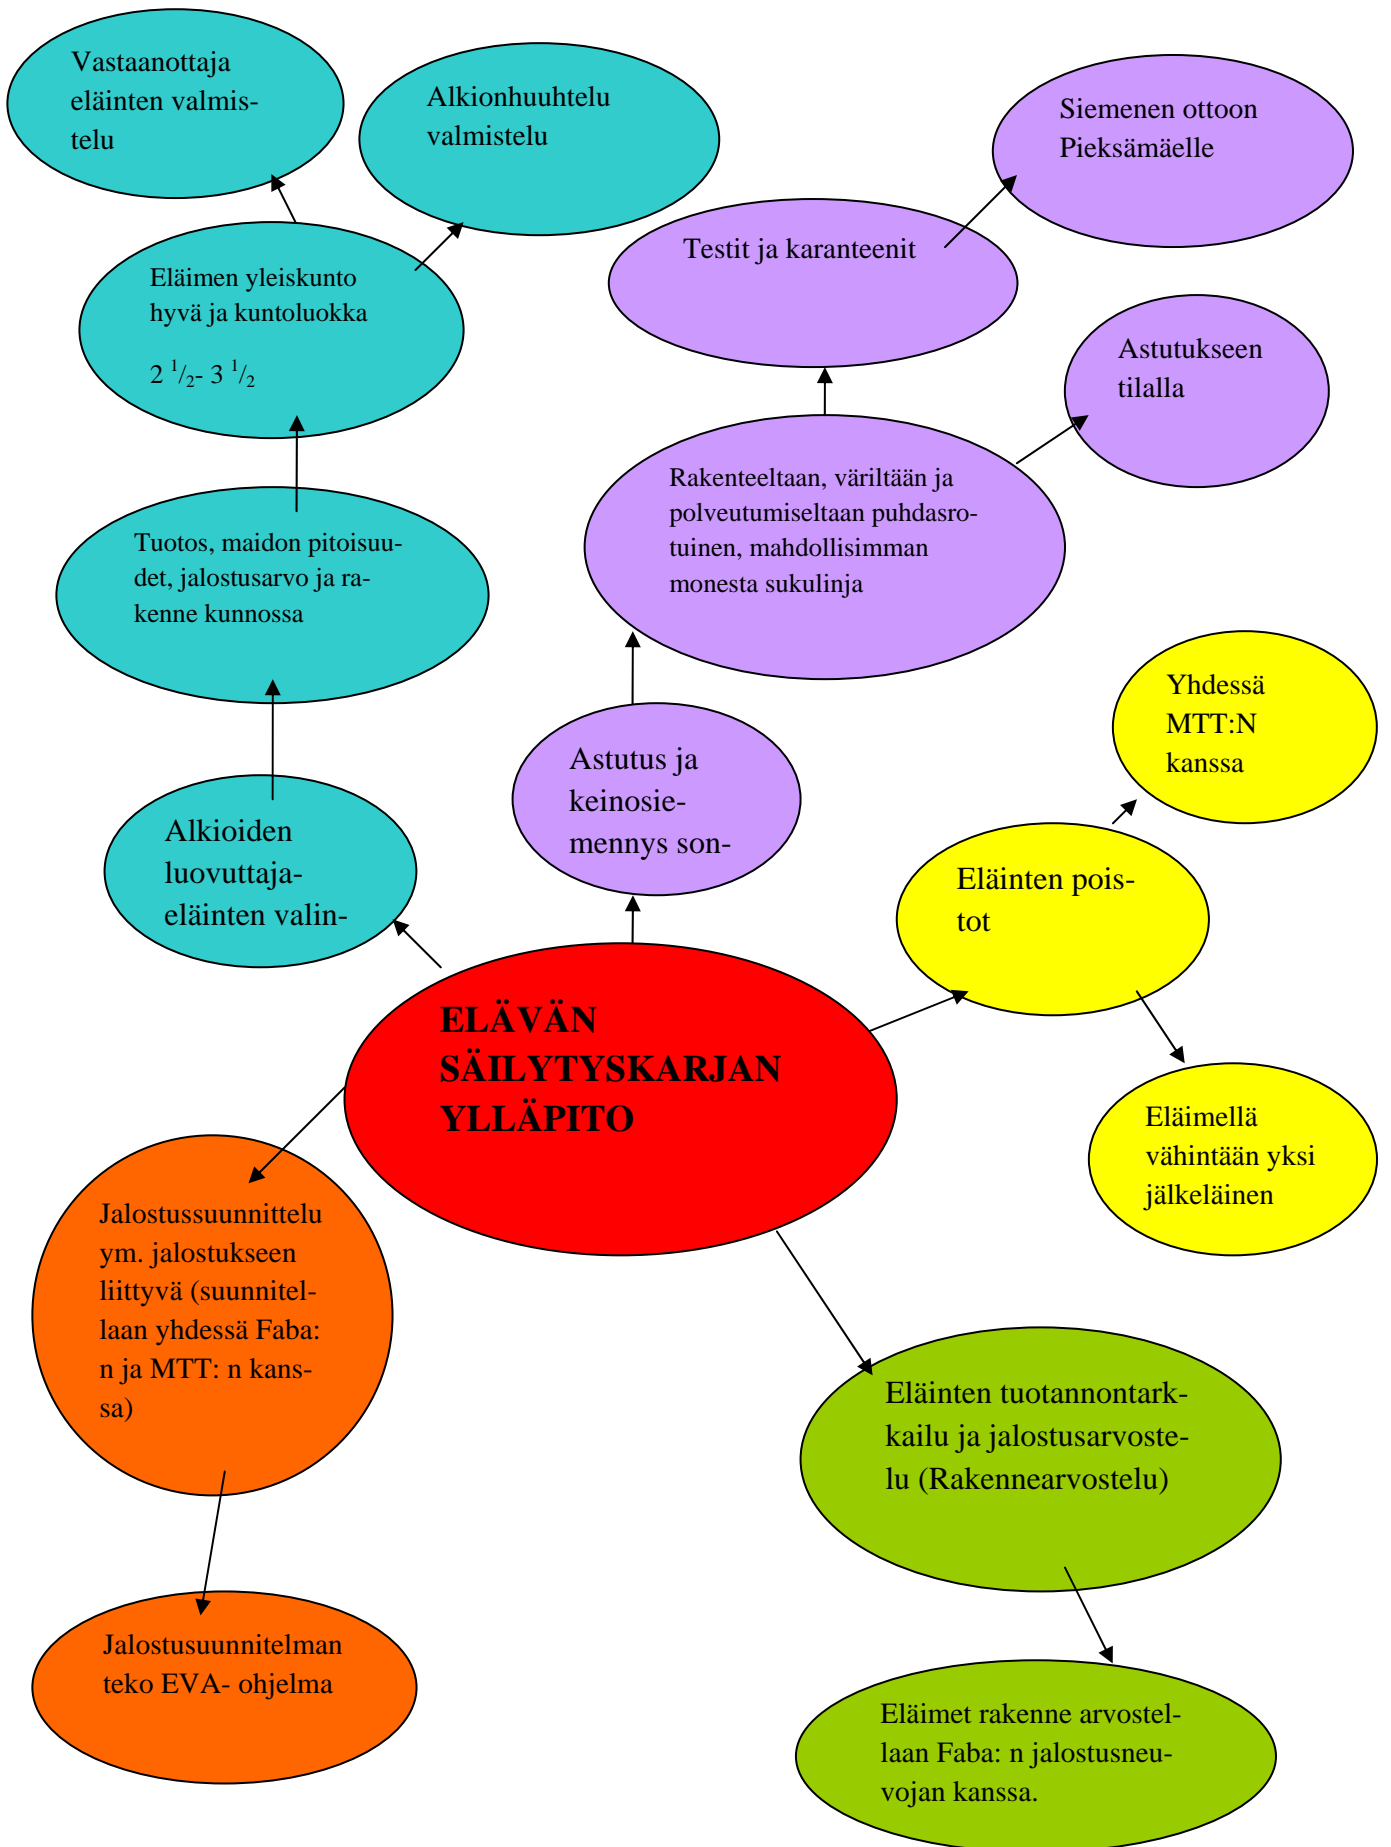 Vastaanottaja
eläinten valmis-
telu
Alkionhuuhtelu
valmistelu
Siemenen ottoon
Pieksämäelle
Testit ja karanteenit
Eläimen yleiskunto
hyvä ja kuntoluokka
2 1/2- 3 1/2
Astutukseen
tilalla
Rakenteeltaan, väriltään ja
polveutumiseltaan puhdasro-
tuinen, mahdollisimman
monesta sukulinja
Tuotos, maidon pitoisuu-
det, jalostusarvo ja ra-
kenne kunnossa
Yhdessä
MTT:N
kanssa
Astutus ja
keinosie-
mennys son-
Alkioiden
luovuttaja-
eläinten valin-
Eläinten pois-
tot
ELÄVÄN
SÄILYTYSKARJAN
YLLÄPITO
Eläimellä
vähintään yksi
jälkeläinen
Jalostussuunnittelu
ym. jalostukseen
liittyvä (suunnitel-
laan yhdessä Faba:
n ja MTT: n kans-
sa)
Eläinten tuotannontark-
kailu ja jalostusarvoste-
lu (Rakennearvostelu)
Jalostusuunnitelman
teko EVA- ohjelma
Eläimet rakenne arvostel-
laan Faba: n jalostusneu-
vojan kanssa.